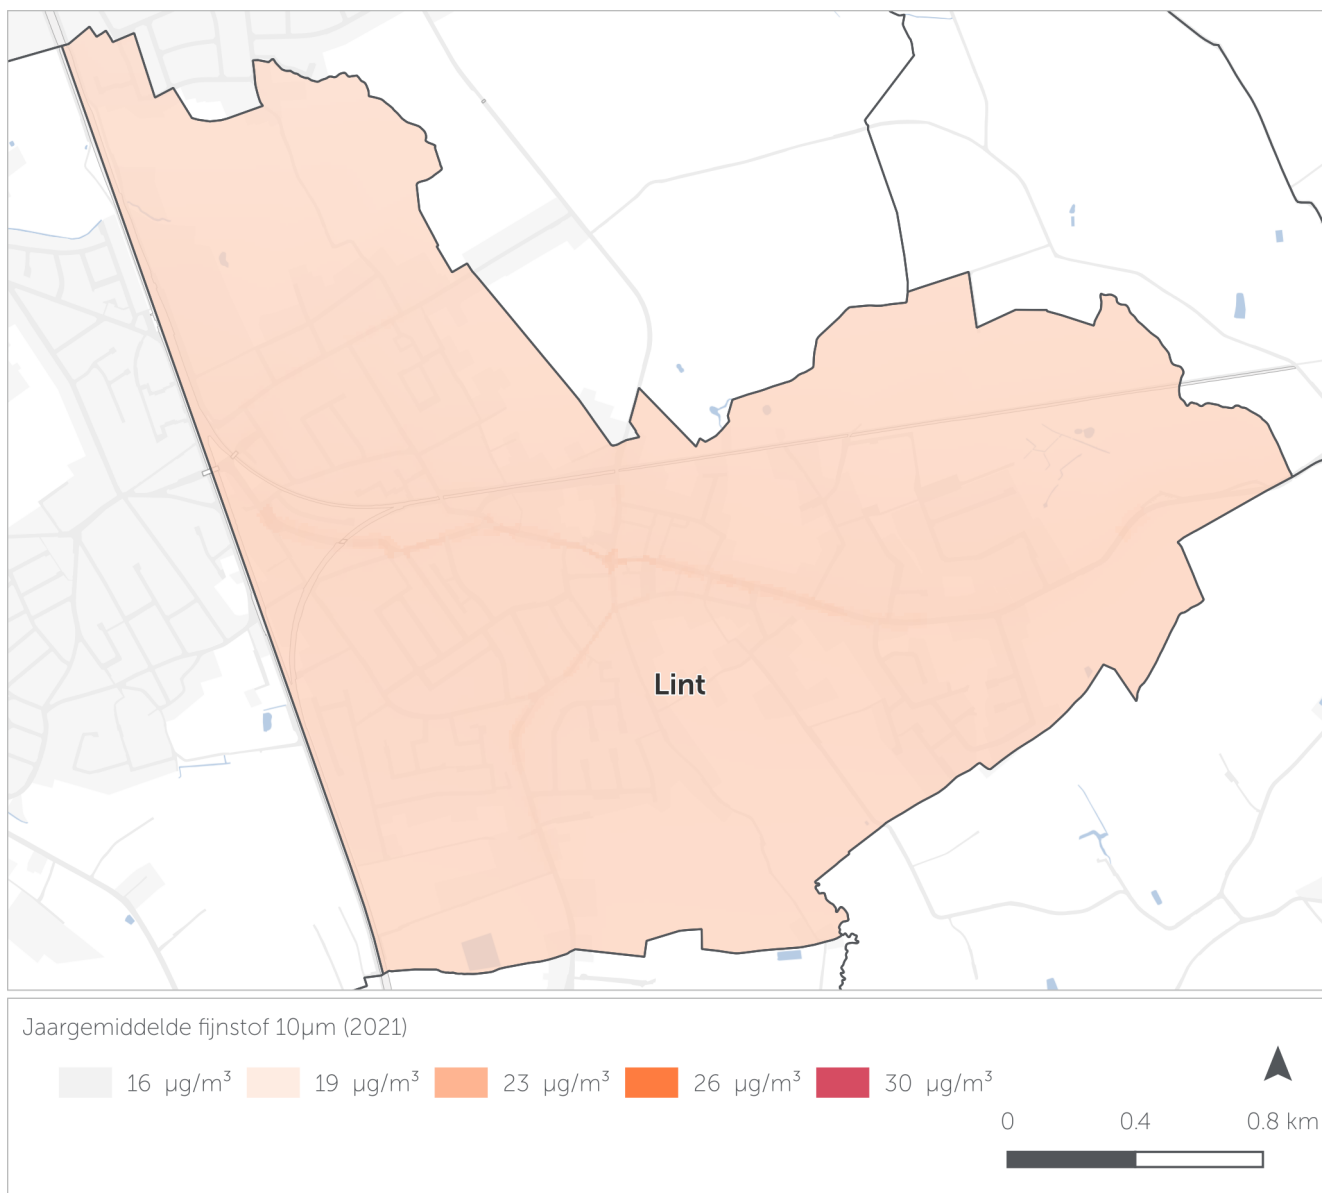 Lint
Jaargemiddelde fijnstof 10µm (2021)
16 µg/m³ 19 µg/m³ 23 µg/m³ 26 µg/m³ 30 µg/m³
0 0.4 0.8 km